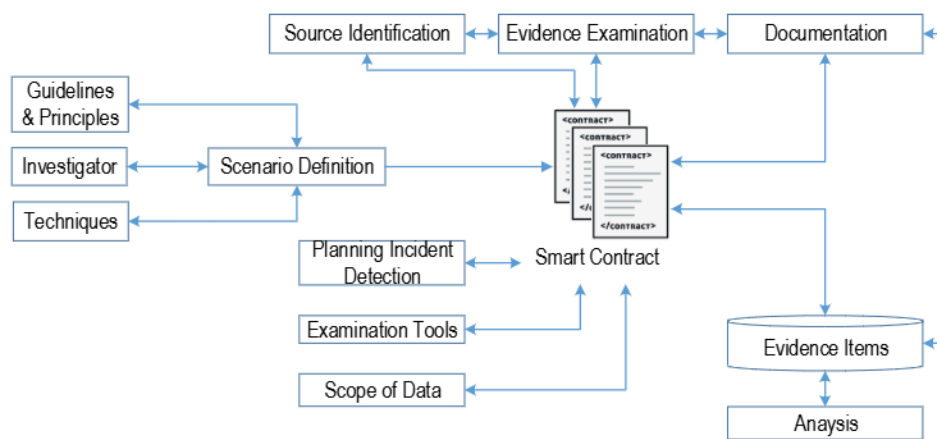 Source Identification
Evidence Examination
Documentation
Guidelines
& Principles
Investigator
Scenario Definition
Techniques
<contract>
<contract>
<contract>
</contract>
Smart Contract
Planning Incident
Detection
Examination Tools
Scope of Data
Evidence Items
Anaysis